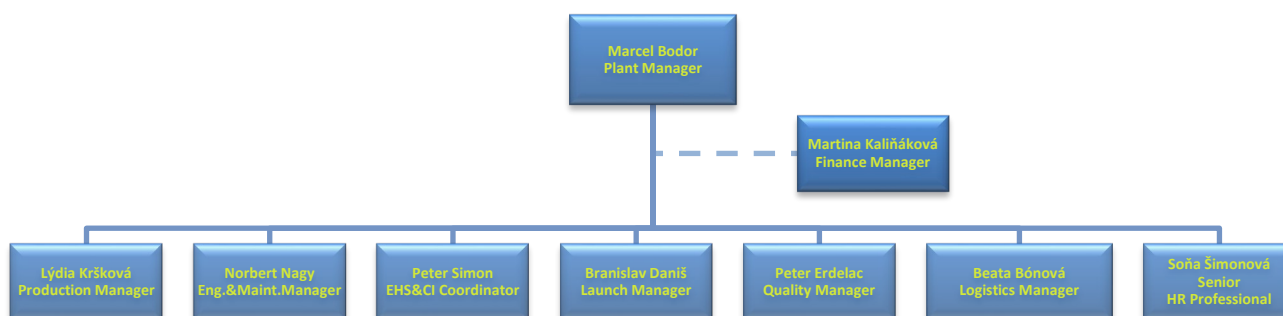 Marcel Bodor
Plant Manager
Martina Kaliňáková
Finance Manager
Lýdia Kršková
Production Manager
Norbert Nagy
Eng.&Maint.Manager
Peter Simon
EHS&CI Coordinator
Branislav Daniš
Launch Manager
Peter Erdelac
Quality Manager
Beata Bónová
Logistics Manager
Soňa Šimonová
Senior
HR Professional